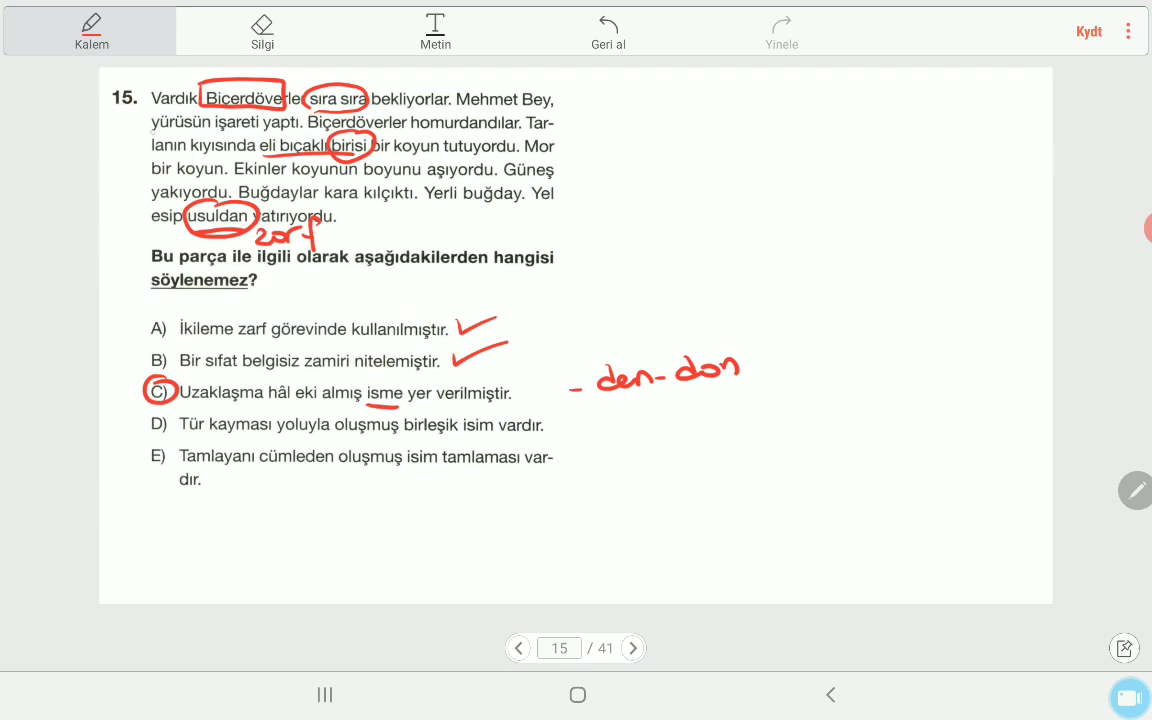 Kalem
Silgi
Metin
Geri al
Yinele
Kydt
15. Vardık. Biçerdöverler sıra sıra bekliyorlar. Mehmet Bey,
yürüsün işareti yaptı. Biçerdöverler homurdandılar. Tar-
lanın kıyısında eli bıçaklı birisi bir koyun tutuyordu. Mor
bir koyun. Ekinler koyunun boyunu aşıyordu. Güneş
yakıyordu. Buğdaylar kara kılçıktı. Yerli buğday. Yel
esip usuldan yatırıyordu.
zarf
Bu parça ile ilgili olarak aşağıdakilerden hangisi
söylenemez?
A) İkileme zarf görevinde kullanılmıştır.
B) Bir sıfat belgisiz zamiri nitelemiştir.
C) Uzaklaşma hâl eki almış isme yer verilmiştir.
- den - dan
D) Tür kayması yoluyla oluşmuş birleşik isim vardır.
E) Tamlayanı cümleden oluşmuş isim tamlaması var-
dır.
15 / 41